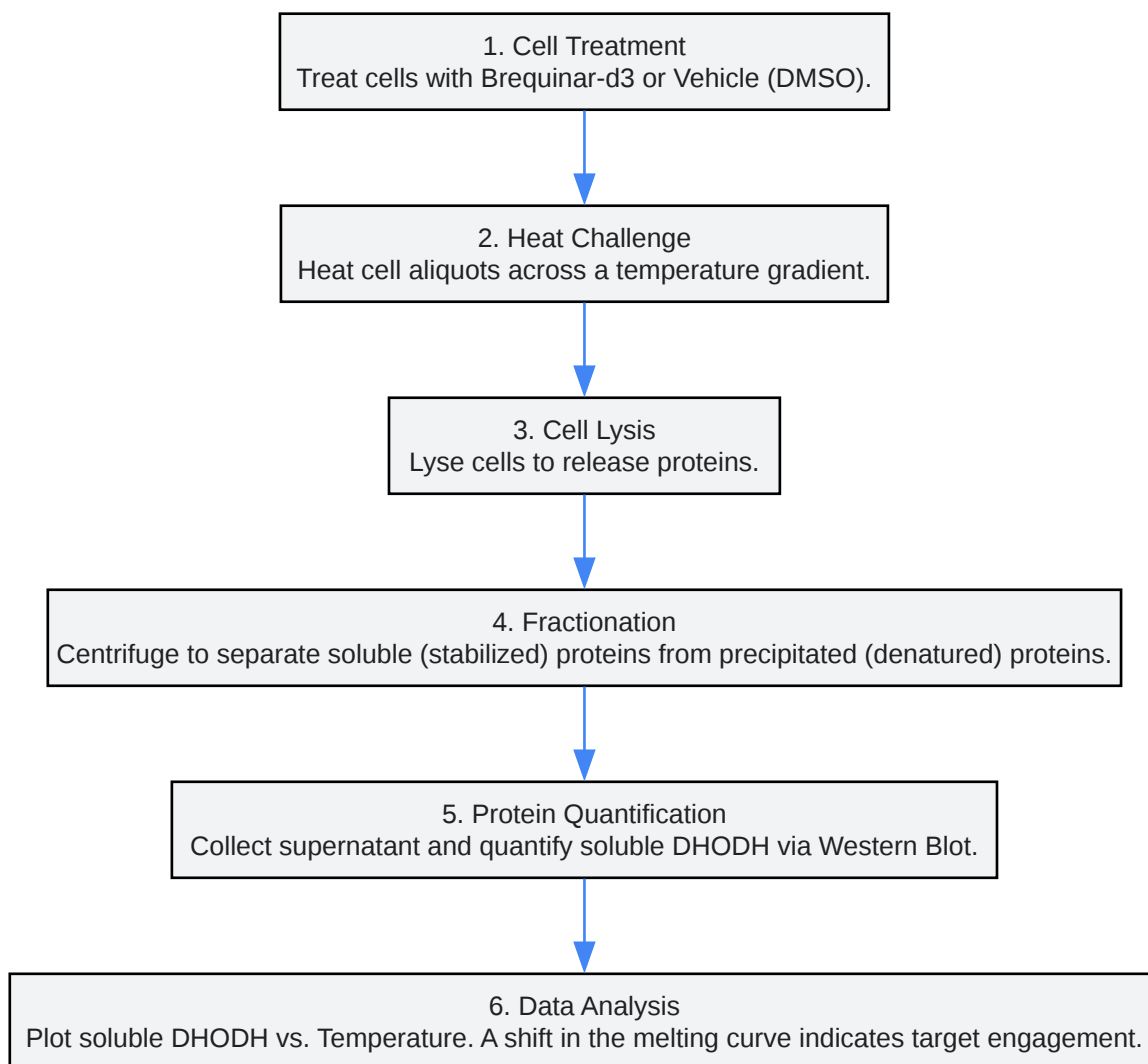 1. Cell Treatment
Treat cells with Brequinar-d3 or Vehicle (DMSO).
2. Heat Challenge
Heat cell aliquots across a temperature gradient.
3. Cell Lysis
Lyse cells to release proteins.
4. Fractionation
Centrifuge to separate soluble (stabilized) proteins from precipitated (denatured) proteins.
5. Protein Quantification
Collect supernatant and quantify soluble DHODH via Western Blot.
6. Data Analysis
Plot soluble DHODH vs. Temperature. A shift in the melting curve indicates target engagement.